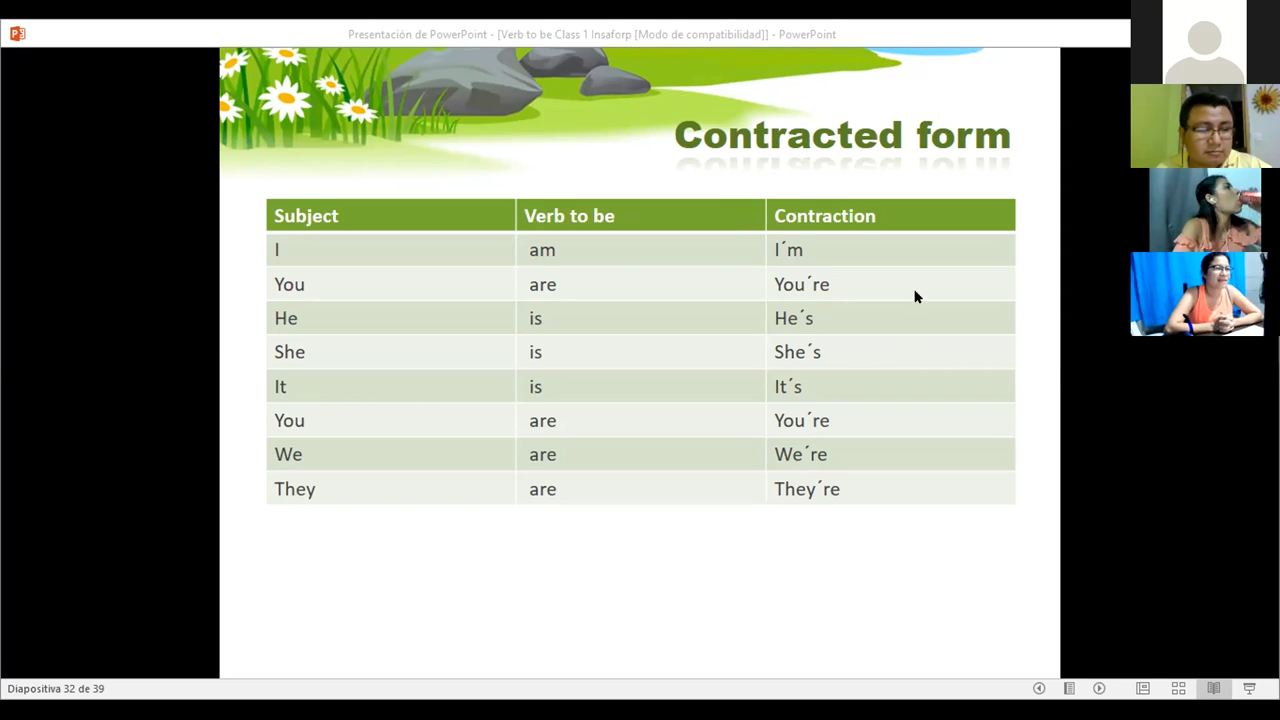 Presentación de PowerPoint - [Verb to be Class 1 Insaforp [Modo de compatibilidad]] - PowerPoint
Contracted form
Subject Verb to be Contraction
I am I´m
You are You´re
He is He´s
She is She´s
It is It´s
You are You´re
We are We´re
They are They´re
Diapositiva 32 de 39